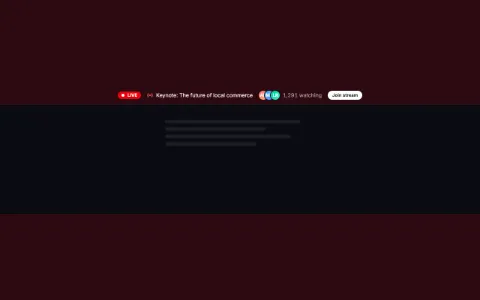 LIVE
Keynote: The future of local commerce
1,291 watching
Join stream